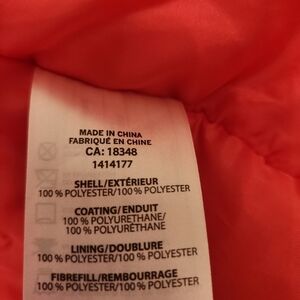 MADE IN CHINA
FABRIQUÉ EN CHINE
CA: 18348
1414177
SHELL/EXTÉRIEUR
100 % POLYESTER/100 % POLYESTER
COATING/ENDUIT
100 % POLYURETHANE/
100 % POLYURÉTHANE
LINING/DOUBLURE
100 % POLYESTER/100 % POLYESTER
FIBREFILL/REMBOURRAGE
100 % POLYESTER/100 % POLYESTER